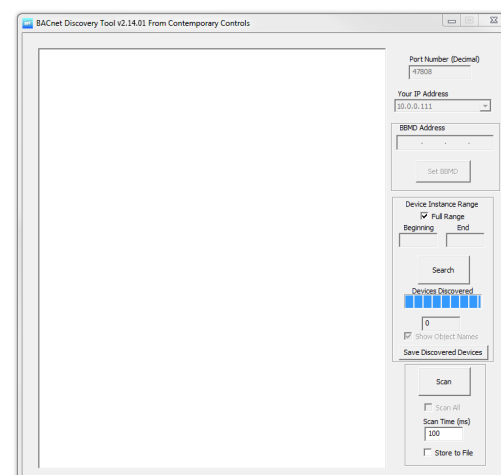 BACnet Discovery Tool v2.14.01 From Contemporary Controls
Port Number (Decimal)
47808
Your IP Address
10.0.0.111
BBMD Address
. . .
Set BBMD
Device Instance Range
Full Range
Beginning End
Search
Devices Discovered
0
Show Object Names
Save Discovered Devices
Scan
Scan All
Scan Time (ms)
100
Store to File